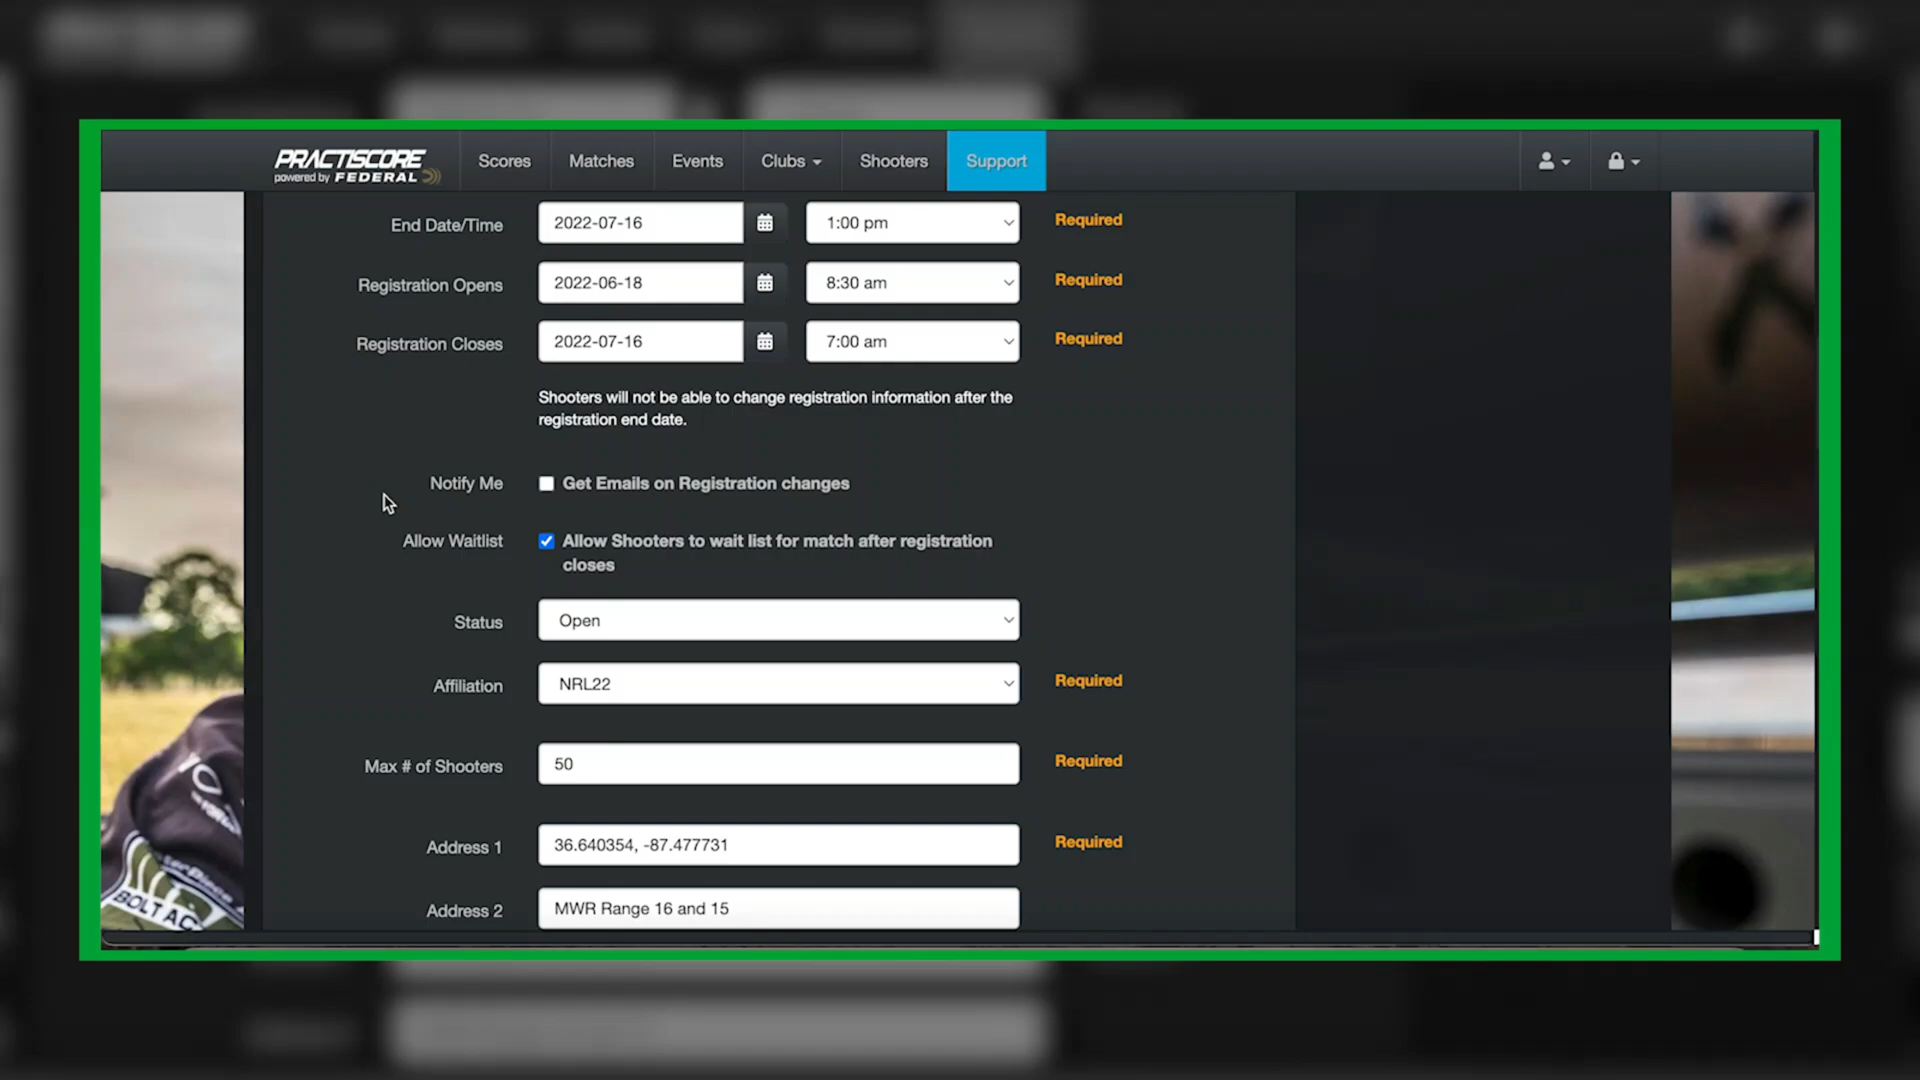 PRACTISCORE
powered by FEDERAL
Scores
Matches
Events
Clubs
Shooters
Support
End Date/Time
2022-07-16
1:00 pm
Required
Registration Opens
2022-06-18
8:30 am
Required
Registration Closes
2022-07-16
7:00 am
Required
Shooters will not be able to change registration information after the
registration end date.
Notify Me
Get Emails on Registration changes
Allow Waitlist
Allow Shooters to wait list for match after registration
closes
Status
Open
Affiliation
NRL22
Required
Max # of Shooters
50
Required
Address 1
36.640354, -87.477731
Required
Address 2
MWR Range 16 and 15
BOLT AC